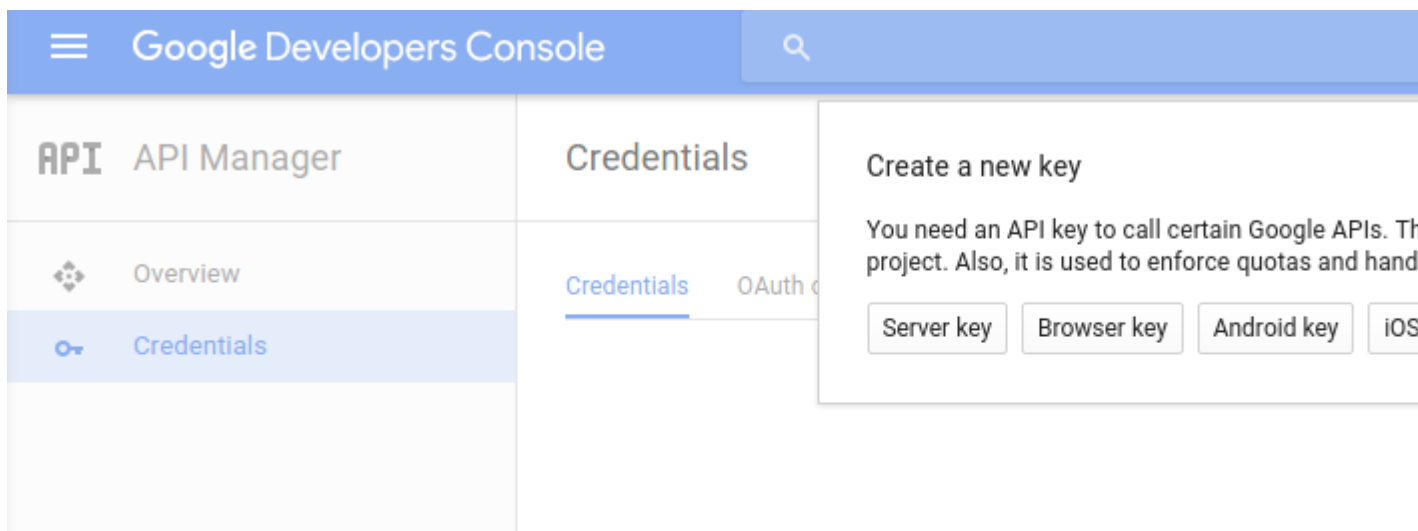 Google Developers Console
API API Manager
Credentials
Create a new key
You need an API key to call certain Google APIs.
project. Also, it is used to enforce quotas and
Overview
Credentials
OAuth
Server key
Browser key
Android key
iOS
Credentials